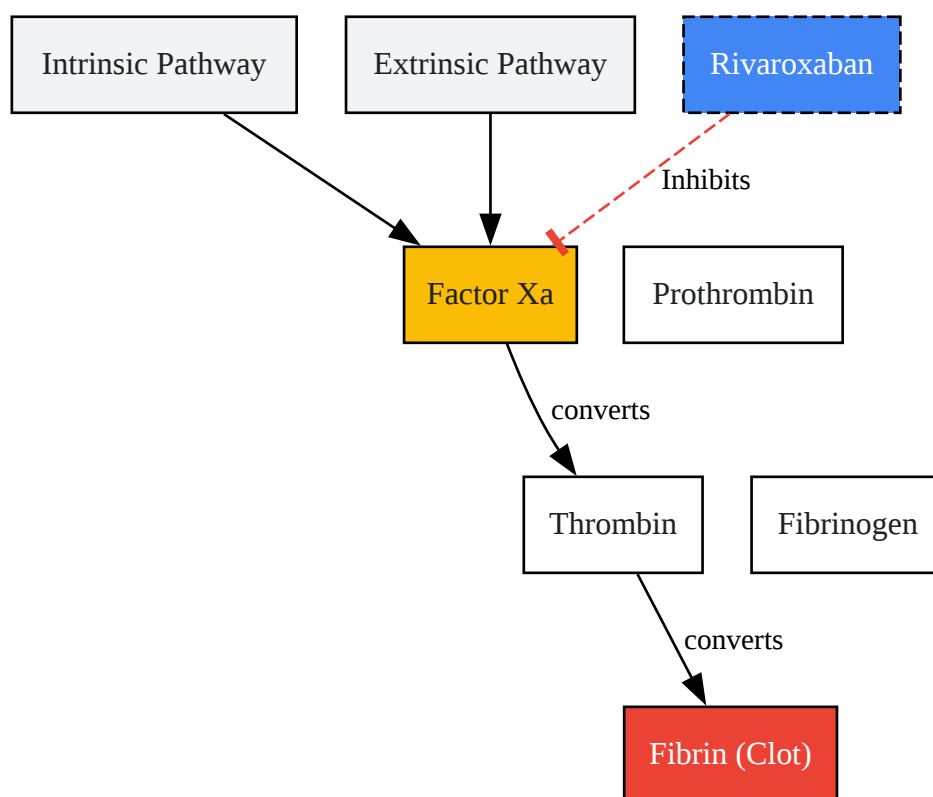 Intrinsic Pathway
Extrinsic Pathway
Rivaroxaban
Inhibits
Factor Xa
Prothrombin
converts
Thrombin
Fibrinogen
converts
Fibrin (Clot)